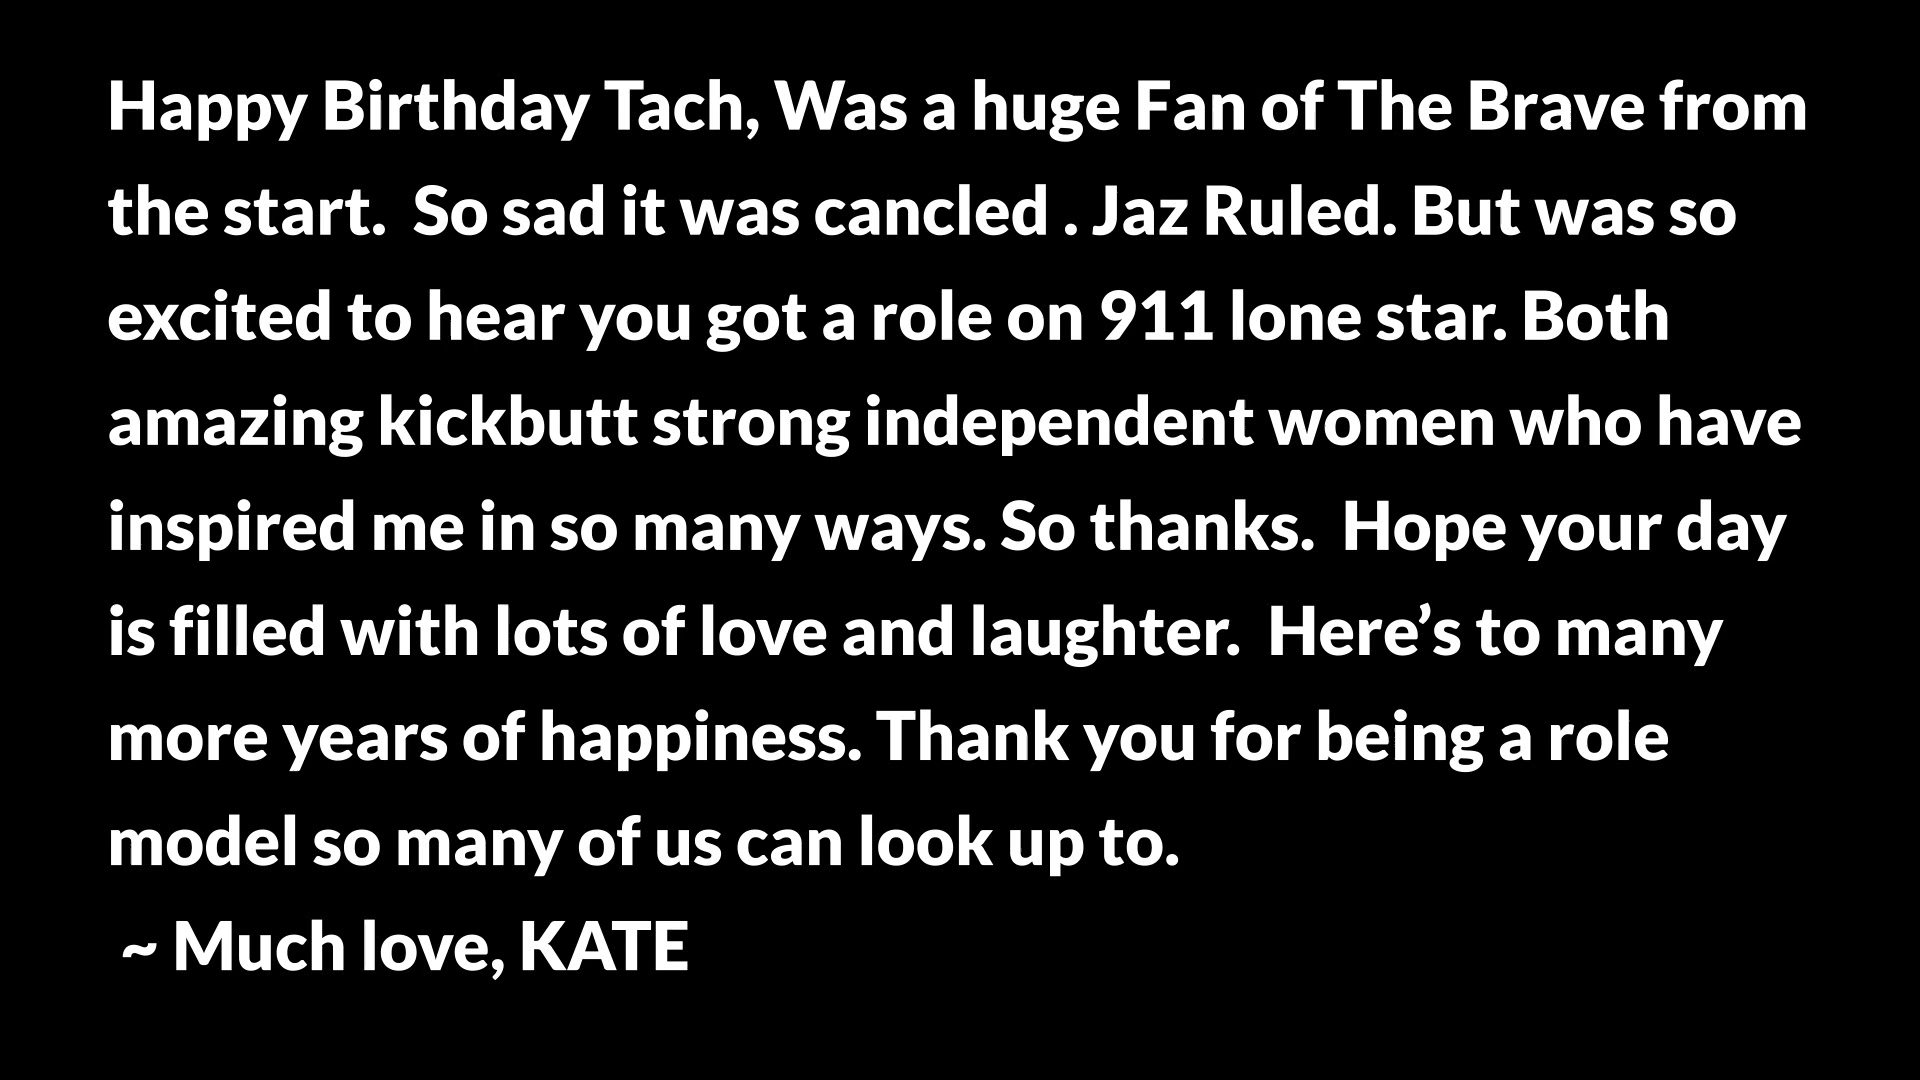 Happy Birthday Tach, Was a huge Fan of The Brave from
the start.  So sad it was cancled . Jaz Ruled. But was so
excited to hear you got a role on 911 lone star. Both
amazing kickbutt strong independent women who have
inspired me in so many ways. So thanks.  Hope your day
is filled with lots of love and laughter.  Here’s to many
more years of happiness. Thank you for being a role
model so many of us can look up to.
~ Much love, KATE